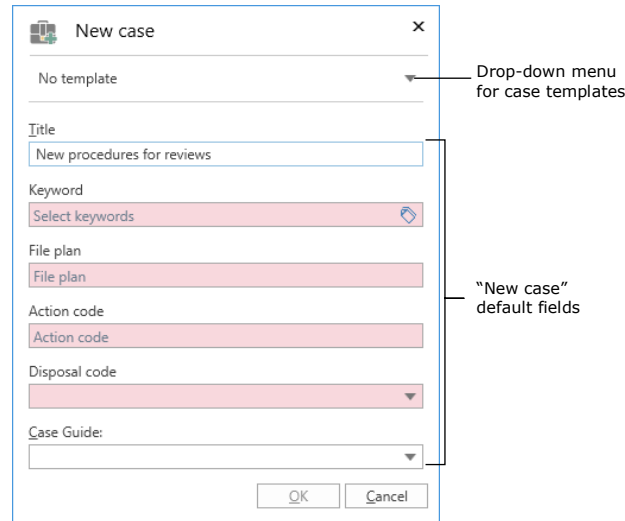 New case
No template
Drop-down menu
for case templates
Title
New procedures for reviews
Keyword
Select keywords
File plan
File plan
“New case”
default fields
Action code
Action code
Disposal code
Case Guide:
OK
Cancel